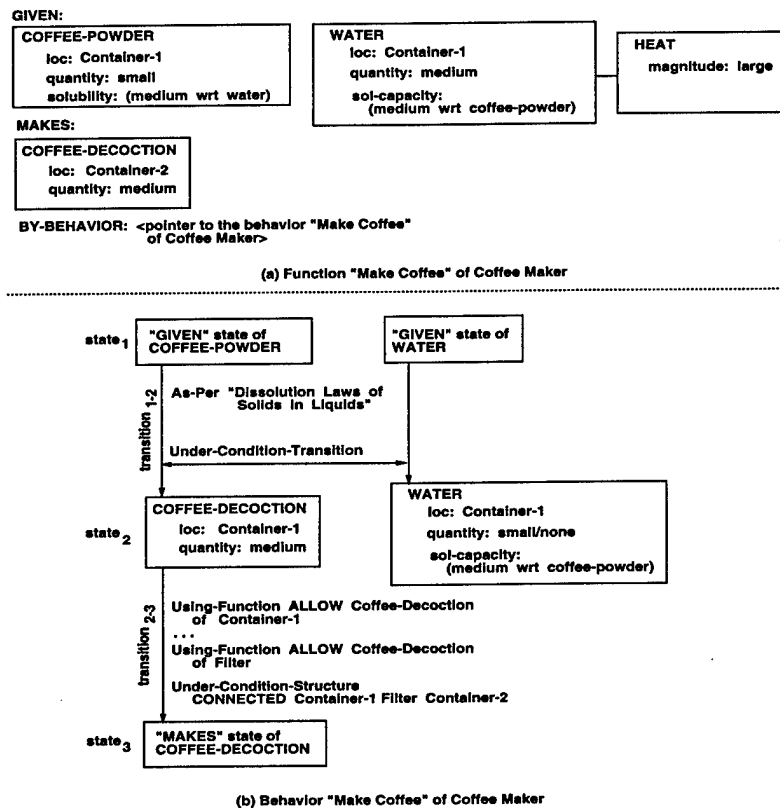 GIVEN:
COFFEE-POWDER
loc: Container-1
quantity: small
solubility: (medium wrt water)
WATER
loc: Container-1
quantity: medium
sol-capacity:
(medium wrt coffee-powder)
HEAT
magnitude: large
MAKES:
COFFEE-DECOCTION
loc: Container-2
quantity: medium
BY-BEHAVIOR: <pointer to the behavior "Make Coffee"
of Coffee Maker>
(a) Function "Make Coffee" of Coffee Maker
state1
"GIVEN" state of
COFFEE-POWDER
"GIVEN" state of
WATER
transition 1-2
As-Per "Dissolution Laws of
Solids in Liquids"
Under-Condition-Transition
state2
COFFEE-DECOCTION
loc: Container-1
quantity: medium
WATER
loc: Container-1
quantity: small/none
sol-capacity:
(medium wrt coffee-powder)
transition 2-3
Using-Function ALLOW Coffee-Decoction
of Container-1
...
Using-Function ALLOW Coffee-Decoction
of Filter
Under-Condition-Structure
CONNECTED Container-1 Filter Container-2
state3
"MAKES" state of
COFFEE-DECOCTION
(b) Behavior "Make Coffee" of Coffee Maker